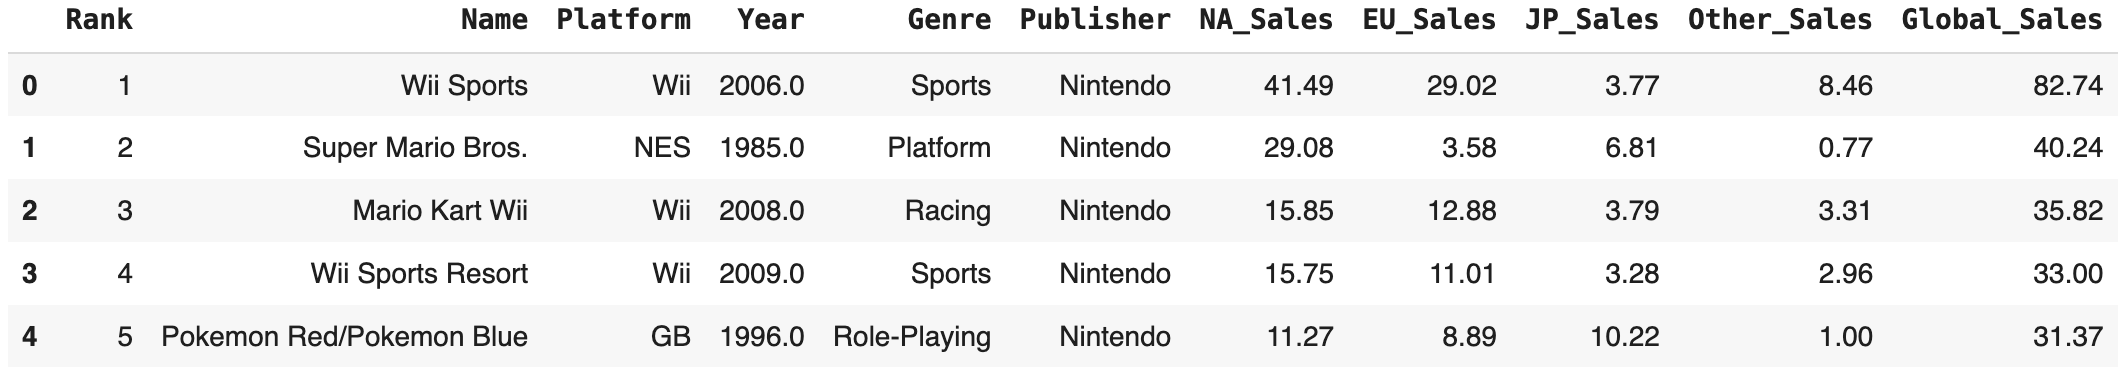 Rank Name Platform Year Genre Publisher NA_Sales EU_Sales JP_Sales Other_Sales Global_Sales
0 1 Wii Sports Wii 2006.0 Sports Nintendo 41.49 29.02 3.77 8.46 82.74
1 2 Super Mario Bros. NES 1985.0 Platform Nintendo 29.08 3.58 6.81 0.77 40.24
2 3 Mario Kart Wii Wii 2008.0 Racing Nintendo 15.85 12.88 3.79 3.31 35.82
3 4 Wii Sports Resort Wii 2009.0 Sports Nintendo 15.75 11.01 3.28 2.96 33.00
4 5 Pokemon Red/Pokemon Blue GB 1996.0 Role-Playing Nintendo 11.27 8.89 10.22 1.00 31.37